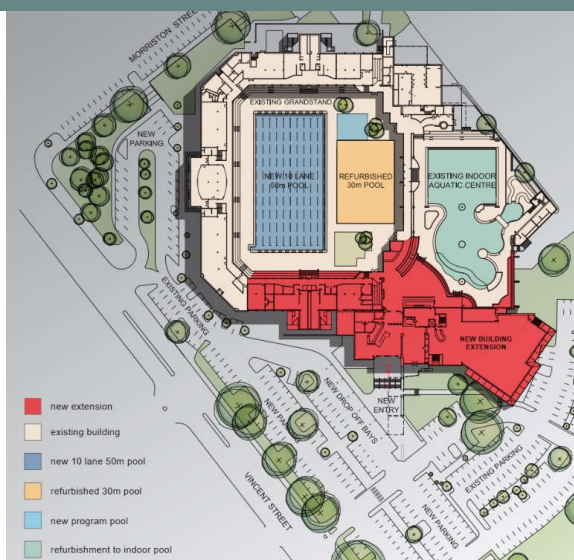 MORRISTON STREET
NEW
PARKING
EXISTING GRANDSTAND
NEW 10 LANE
50m POOL
REFURBISHED
30m POOL
EXISTING INDOOR
AQUATIC CENTRE
EXISTING PARKING
NEW BUILDING
EXTENSION
NEW DROP OFF BAYS
NEW
ENTRY
EXISTING PARKING
NEW PARKING
VINCENT STREET
new extension
existing building
new 10 lane 50m pool
refurbished 30m pool
new program pool
refurbishment to indoor pool